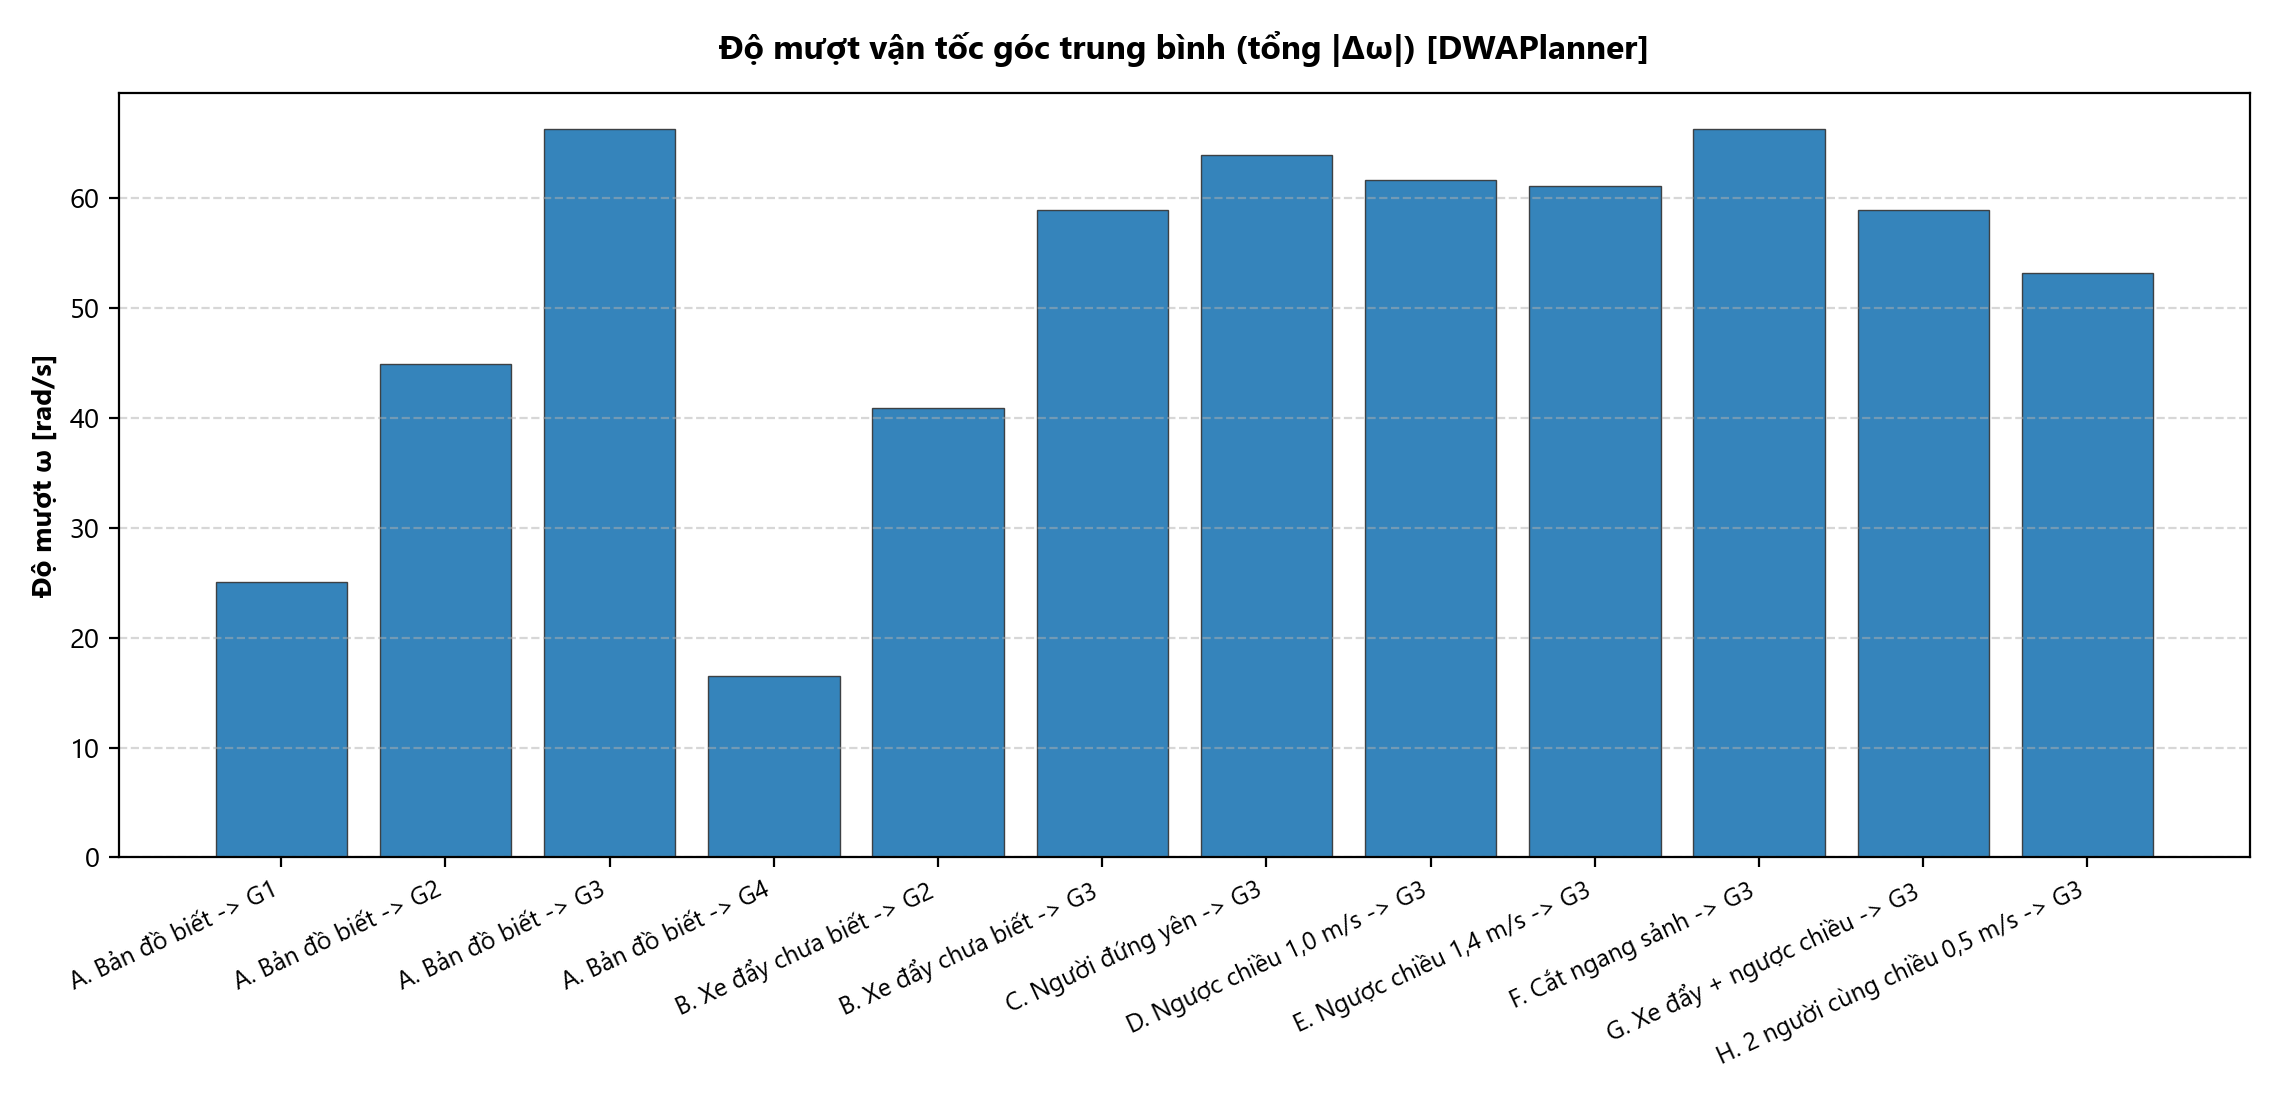 Độ mượt vận tốc góc trung bình (tổng |Δω|) [DWAPlanner]
Độ mượt ω [rad/s]
60
50
40
30
20
10
0
A. Bản đồ biết -> G1
A. Bản đồ biết -> G2
A. Bản đồ biết -> G3
A. Bản đồ biết -> G4
B. Xe đẩy chưa biết -> G2
B. Xe đẩy chưa biết -> G3
C. Người đứng yên -> G3
D. Ngược chiều 1,0 m/s -> G3
E. Ngược chiều 1,4 m/s -> G3
F. Cắt ngang sảnh -> G3
G. Xe đẩy + ngược chiều -> G3
H. 2 người cùng chiều 0,5 m/s -> G3